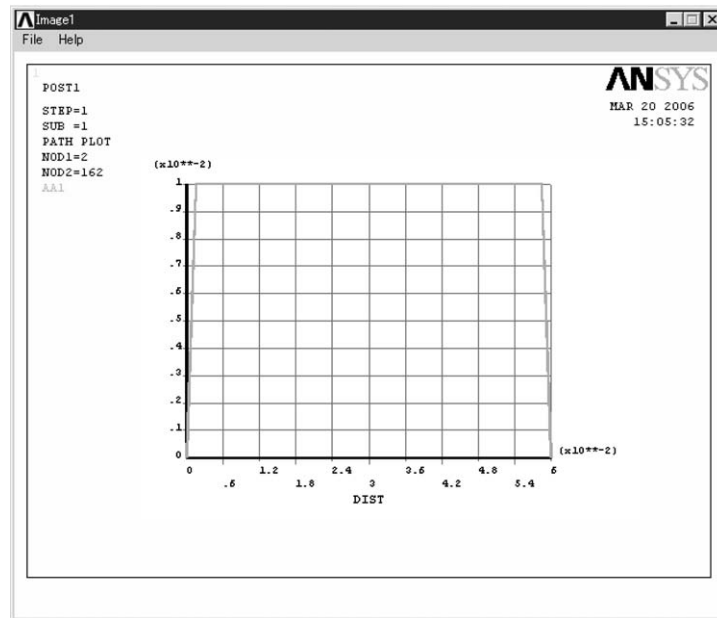 Image1
File Help
1
POST1
STEP=1
SUB =1
PATH PLOT
NOD1=2
NOD2=162
AA1
ANSYS
MAR 20 2006
15:05:32
(x10**-2)
1
.9
.8
.7
.6
.5
.4
.3
.2
.1
0
(x10**-2)
0 1.2 2.4 3.6 4.8 6
.6 1.8 3 4.2 5.4
DIST